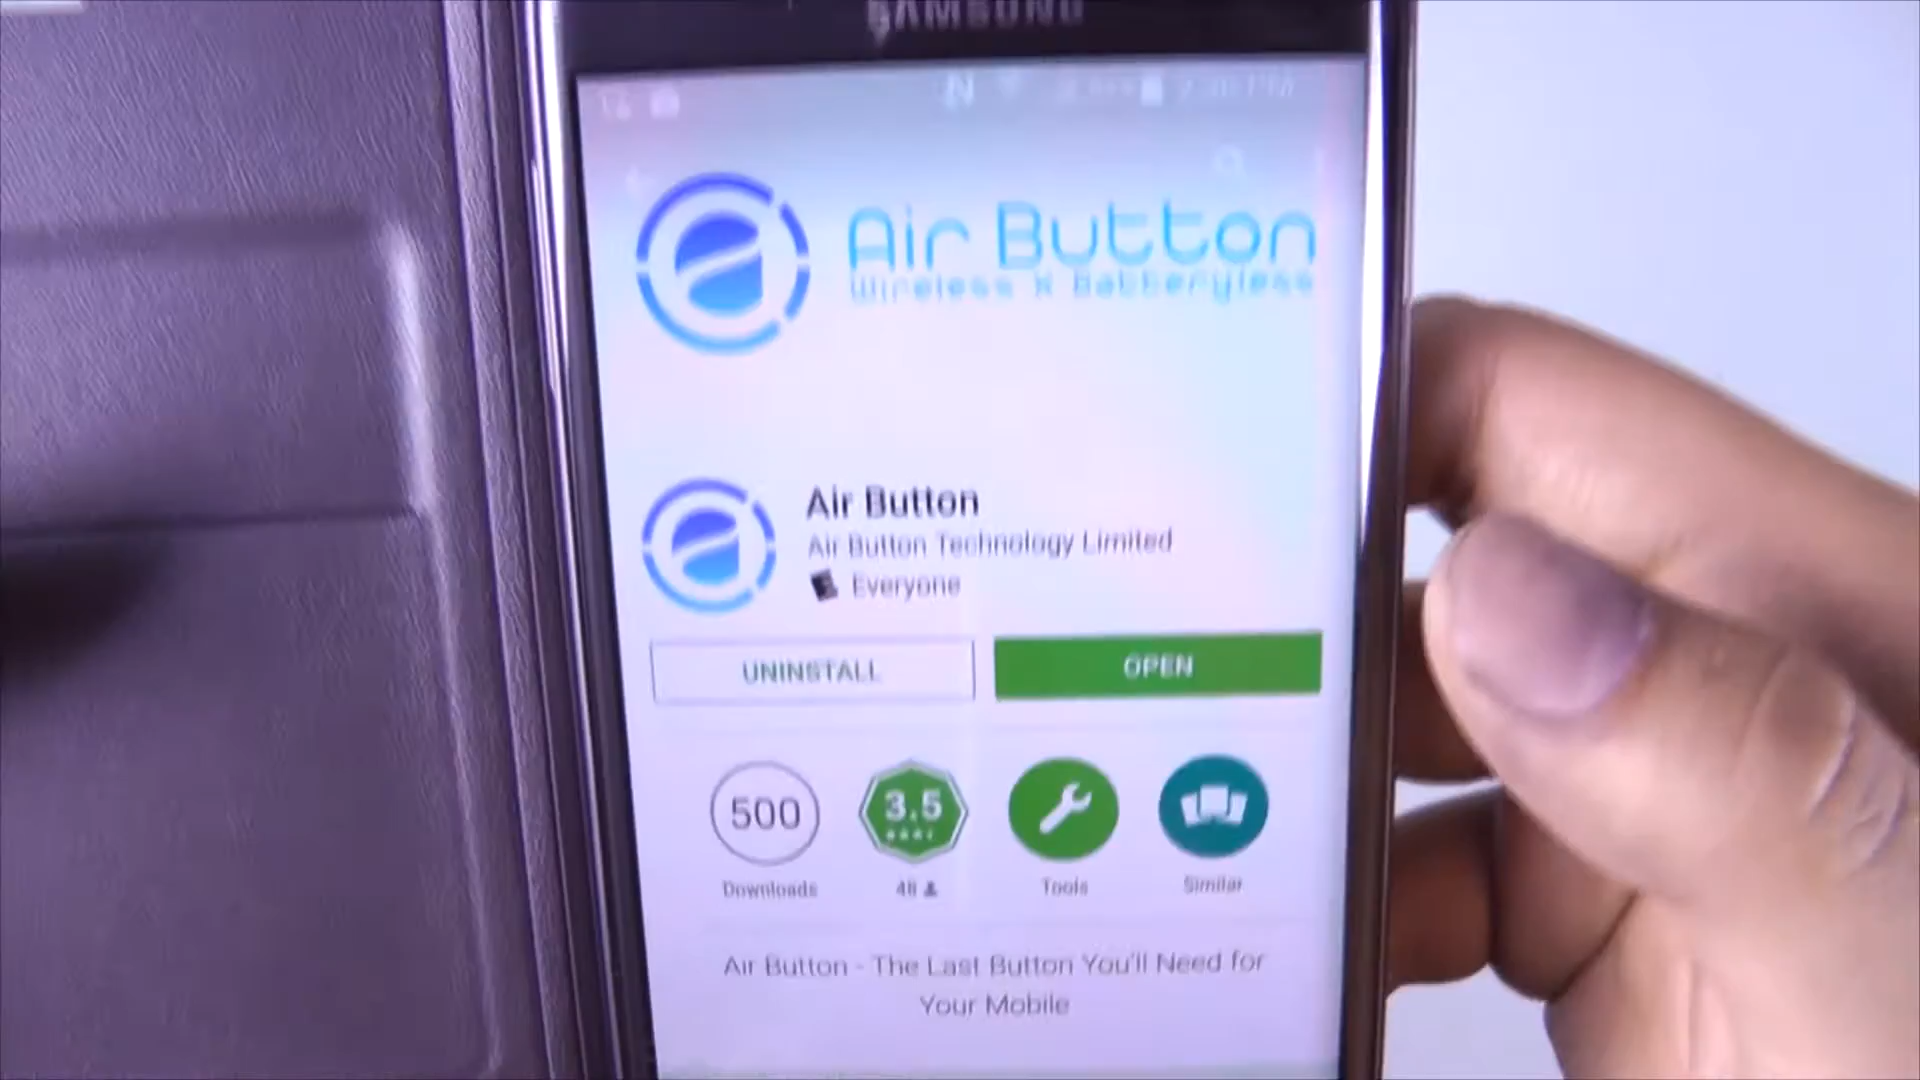 SAMSUNG
Air Button
Wireless X Batteryless
Air Button
Air Button Technology Limited
E Everyone
UNINSTALL
OPEN
500
3.5
Downloads
48
Tools
Similar
Air Button - The Last Button You'll Need for
Your Mobile